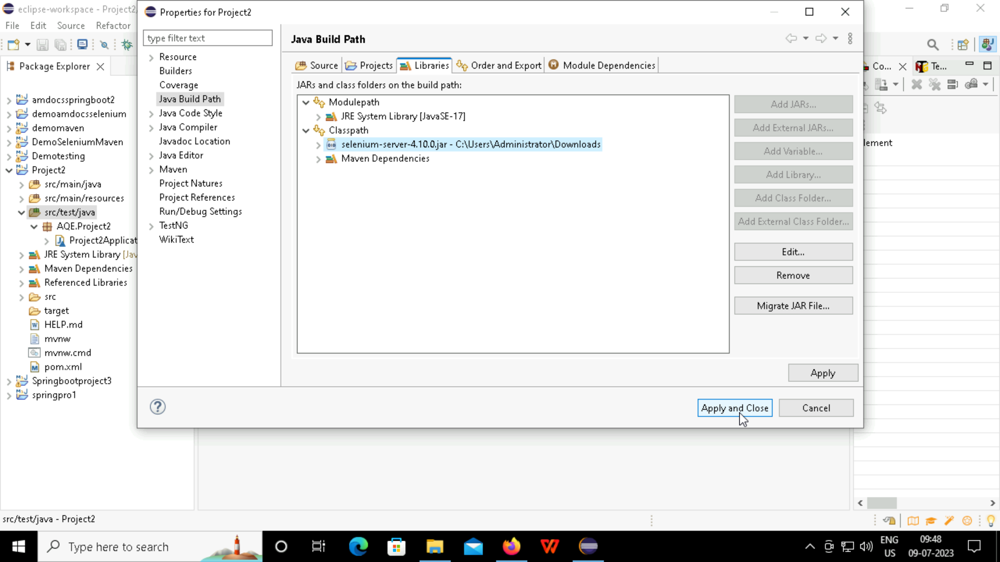 eclipse-workspace - Project2/
File Edit Source Refactor
Package Explorer
amdocsspringboot2
demoamdocsselenium
demomaven
DemoSeleniumMaven
Demotesting
Project2
src/main/java
src/main/resources
src/test/java
AQE.Project2
Project2Applicat
JRE System Library [Jav
Maven Dependencies
Referenced Libraries
src
target
HELP.md
mvnw
mvnw.cmd
pom.xml
Springbootproject3
springpro1
Properties for Project2
type filter text
Resource
Builders
Coverage
Java Build Path
Java Code Style
Java Compiler
Javadoc Location
Java Editor
Maven
Project Natures
Project References
Run/Debug Settings
TestNG
WikiText
Java Build Path
Source Projects Libraries Order and Export Module Dependencies
JARs and class folders on the build path:
Modulepath
JRE System Library [JavaSE-17]
Classpath
selenium-server-4.10.0.jar - C:\Users\Administrator\Downloads
Maven Dependencies
Add JARs...
Add External JARs...
Add Variable...
Add Library...
Add Class Folder...
Add External Class Folder...
Edit...
Remove
Migrate JAR File...
Apply
Apply and Close Cancel
Co... Te...
lement
src/test/java - Project2
Type here to search
ENG
US
09:48
09-07-2023